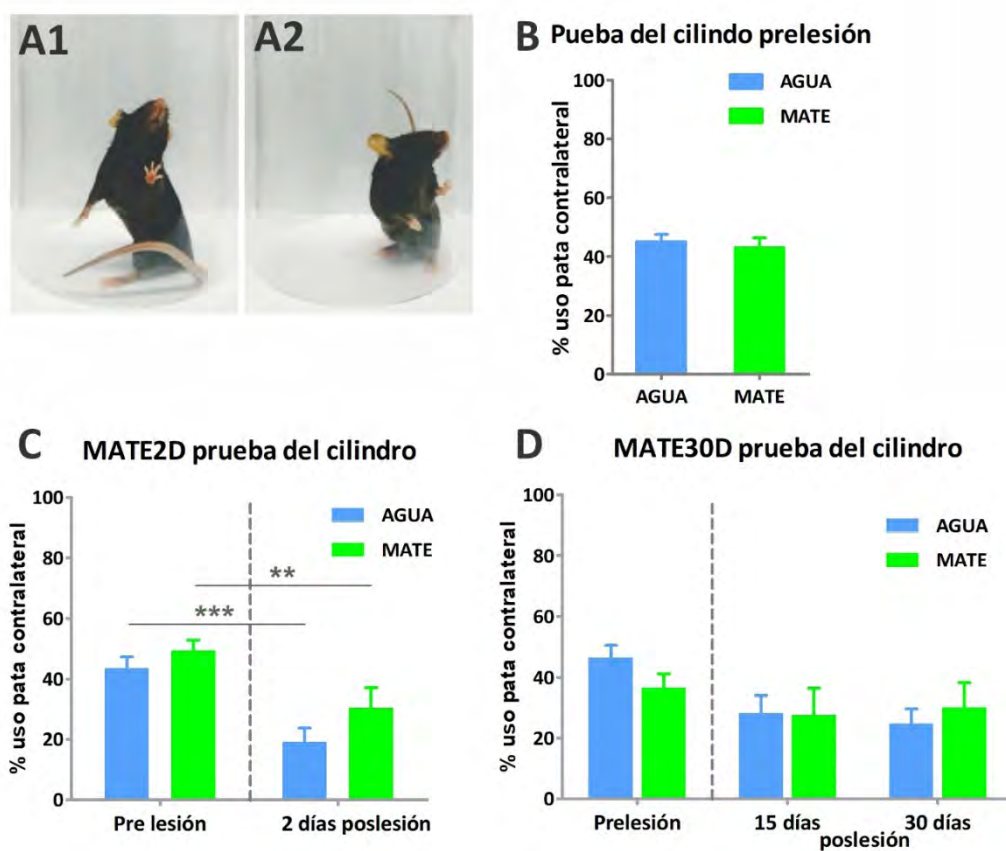 A1
A2
B Pueba del cilindo prelesión
AGUA
MATE
% uso pata contralateral
100
80
60
40
20
0
AGUA MATE
C MATE2D prueba del cilindro
AGUA
MATE
% uso pata contralateral
100
80
60
40
20
0
**
***
Pre lesión 2 días poslesión
D MATE30D prueba del cilindro
AGUA
MATE
% uso pata contralateral
100
80
60
40
20
0
Prelesión 15 días 30 días
poslesión